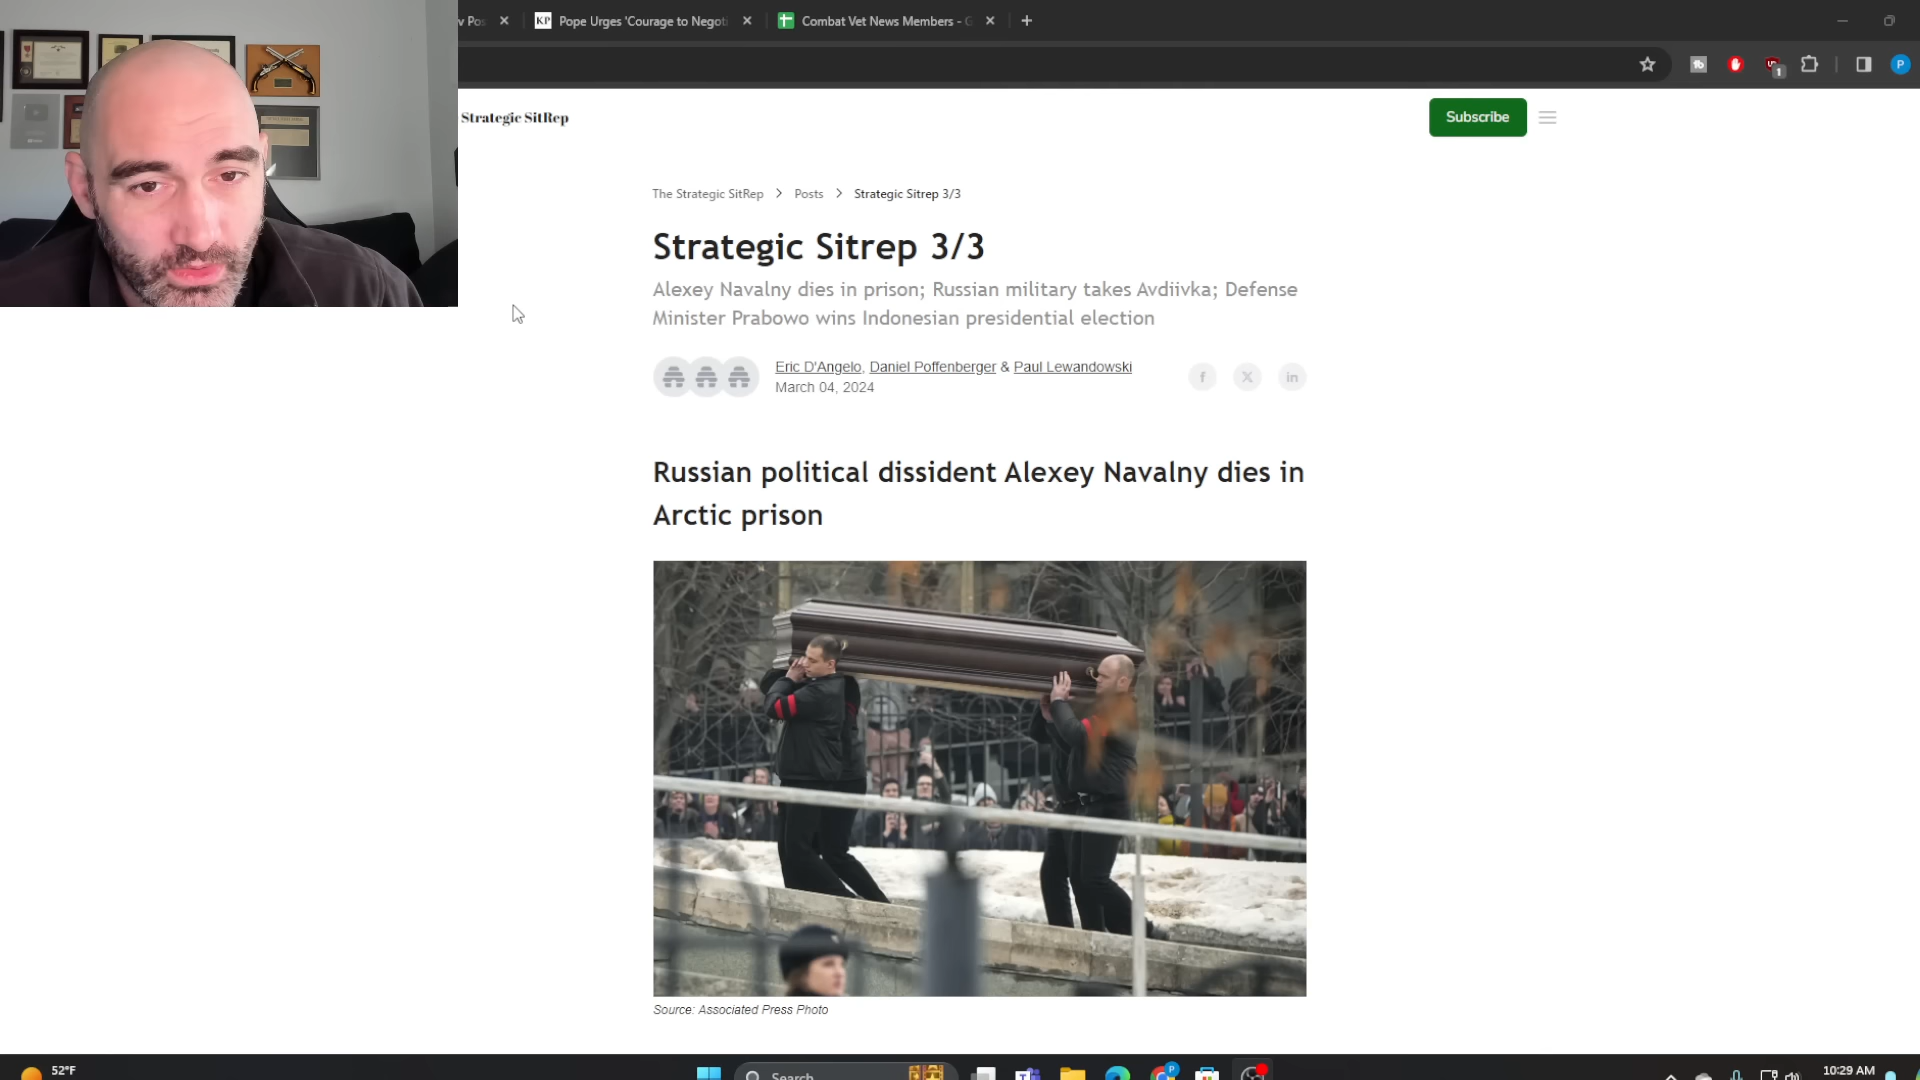 Pope Urges 'Courage to Negoti
Combat Vet News Members - G
Strategic SitRep
Subscribe
The Strategic SitRep > Posts > Strategic Sitrep 3/3
Strategic Sitrep 3/3
Alexey Navalny dies in prison; Russian military takes Avdiivka; Defense
Minister Prabowo wins Indonesian presidential election
Eric D'Angelo, Daniel Poffenberger & Paul Lewandowski
March 04, 2024
Russian political dissident Alexey Navalny dies in
Arctic prison
Source: Associated Press Photo
52°F
Search
10:29 AM